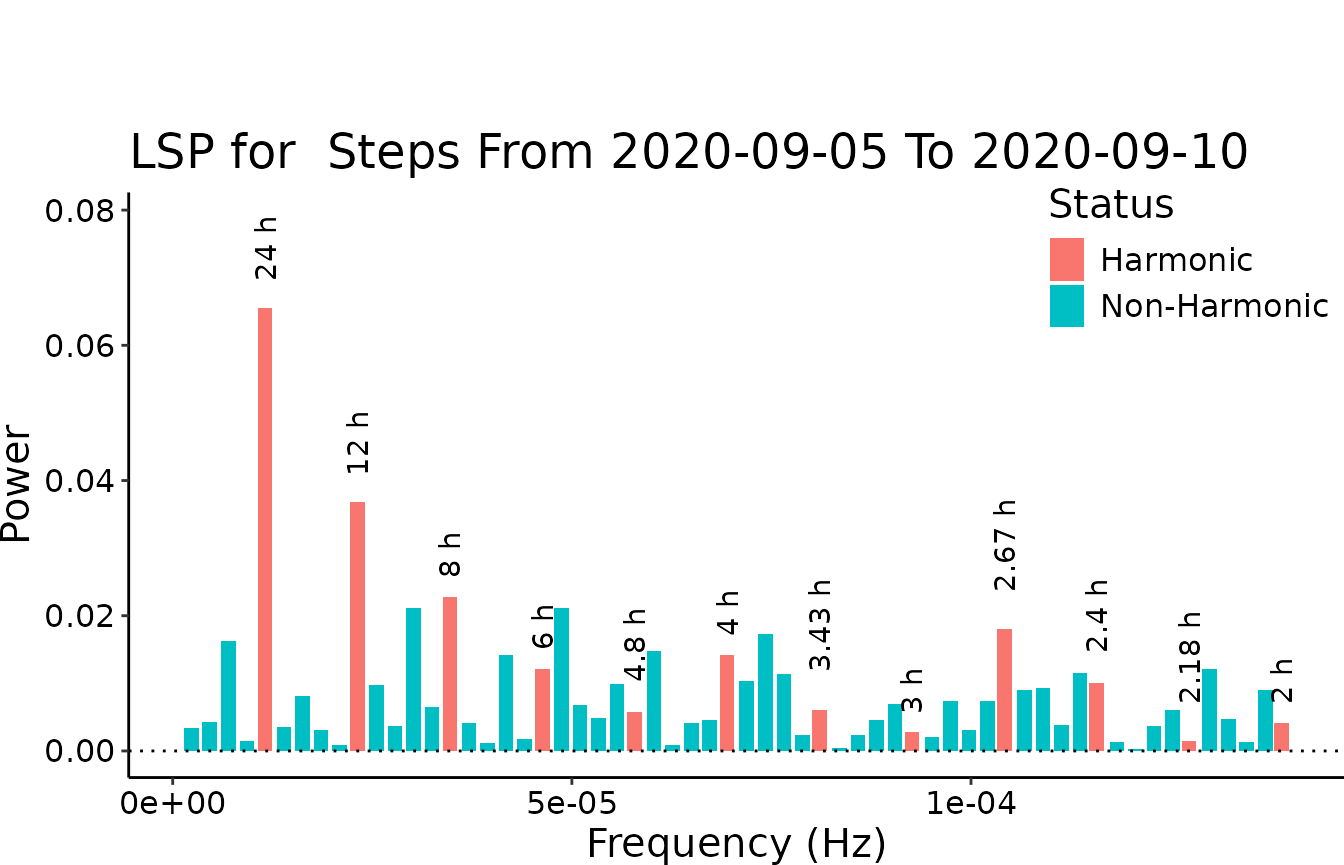 LSP for  Steps From 2020-09-05 To 2020-09-10
Status
Harmonic
Non-Harmonic
Power
0.08
0.06
0.04
0.02
0.00
24 h
12 h
8 h
6 h
4.8 h
4 h
3.43 h
3 h
2.67 h
2.4 h
2.18 h
2 h
0e+00
5e-05
1e-04
Frequency (Hz)